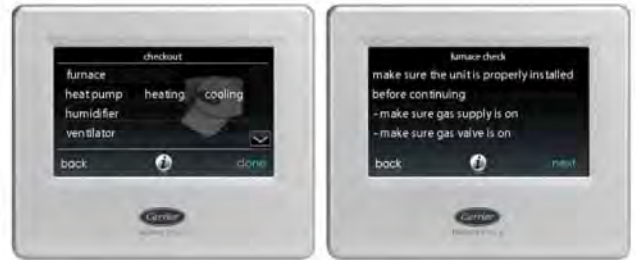 checkout
furnace
heat pump heating cooling
humidifier
ventilator
back i done
Carrier
furnace check
make sure the unit is properly installed
before continuing
- make sure gas supply is on
- make sure gas valve is on
back i next
Carrier